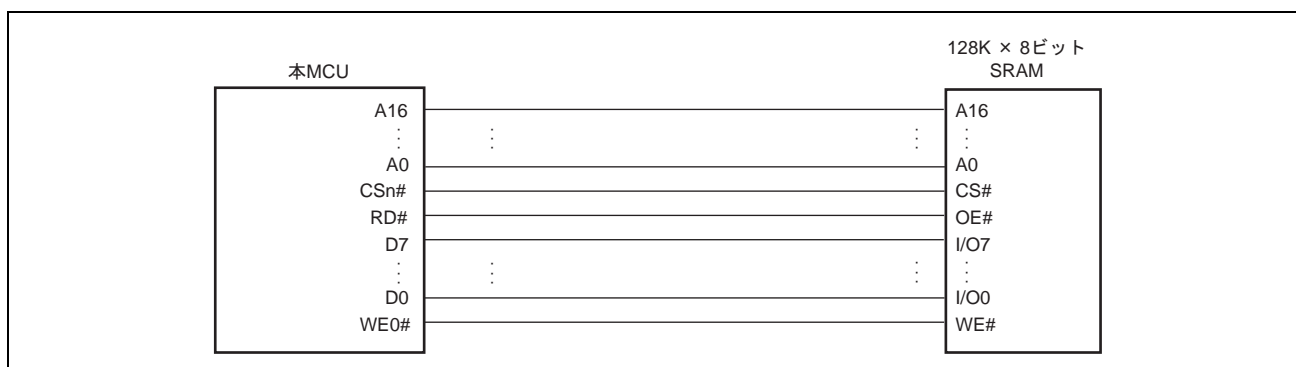 本MCU
A16
A0
CSn#
RD#
D7
D0
WE0#
128K × 8ビット
SRAM
A16
A0
CS#
OE#
I/O7
I/O0
WE#